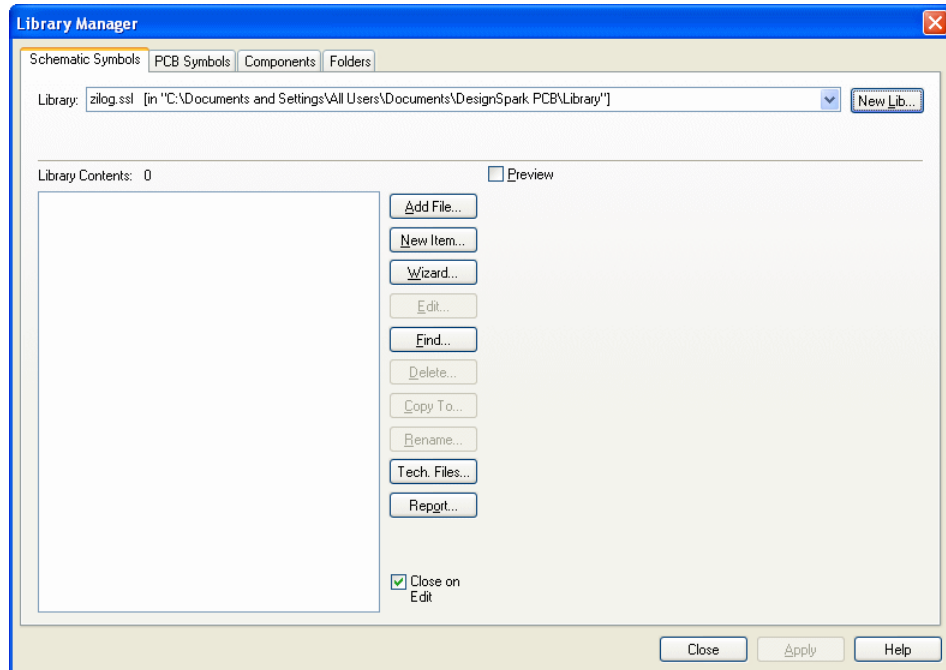 Library Manager
Schematic Symbols PCB Symbols Components Folders
Library: zilog.ssl [in "C:\Documents and Settings\All Users\Documents\DesignSpark PCB\Library"] New Lib...
Library Contents: 0
Preview
Add File...
New Item...
Wizard...
Edit...
Find...
Delete...
Copy To...
Rename...
Tech. Files...
Report...
Close on
Edit
Close Apply Help